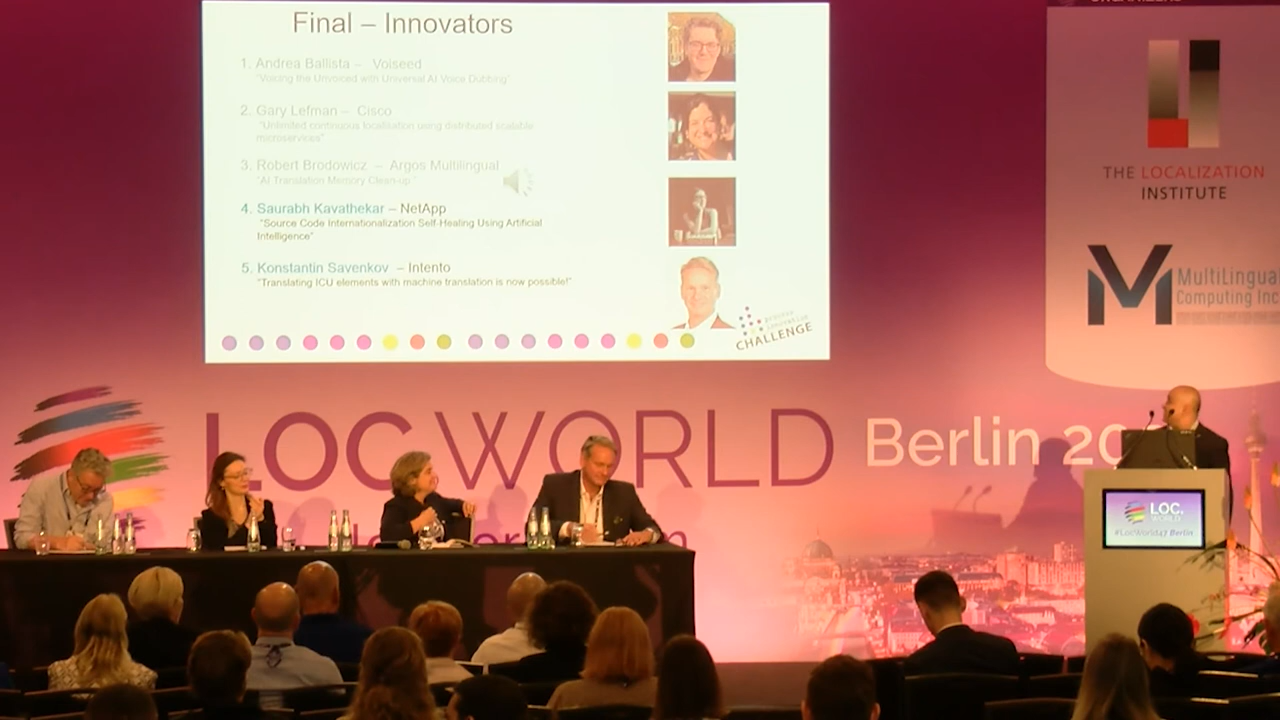 Final – Innovators
1. Andrea Ballista – Voiseed
"Voicing the Unvoiced with Universal AI Voice Dubbing"
2. Gary Lefman – Cisco
"Unlimited continuous localization using distributed scalable
microservices"
3. Robert Brodowicz – Argos Multilingual
"AI Translation Memory Clean-up"
4. Saurabh Kavathekar – NetApp
"Source Code Internationalization Self-Healing Using Artificial
Intelligence"
5. Konstantin Savenkov – Intento
"Translating ICU elements with machine translation is now possible!"
CHALLENGE
THE LOCALIZATION
INSTITUTE
MultiLingual
Computing Inc
LOCWORLD
Berlin 20
LOC.
WORLD
#LocWorld47 Berlin